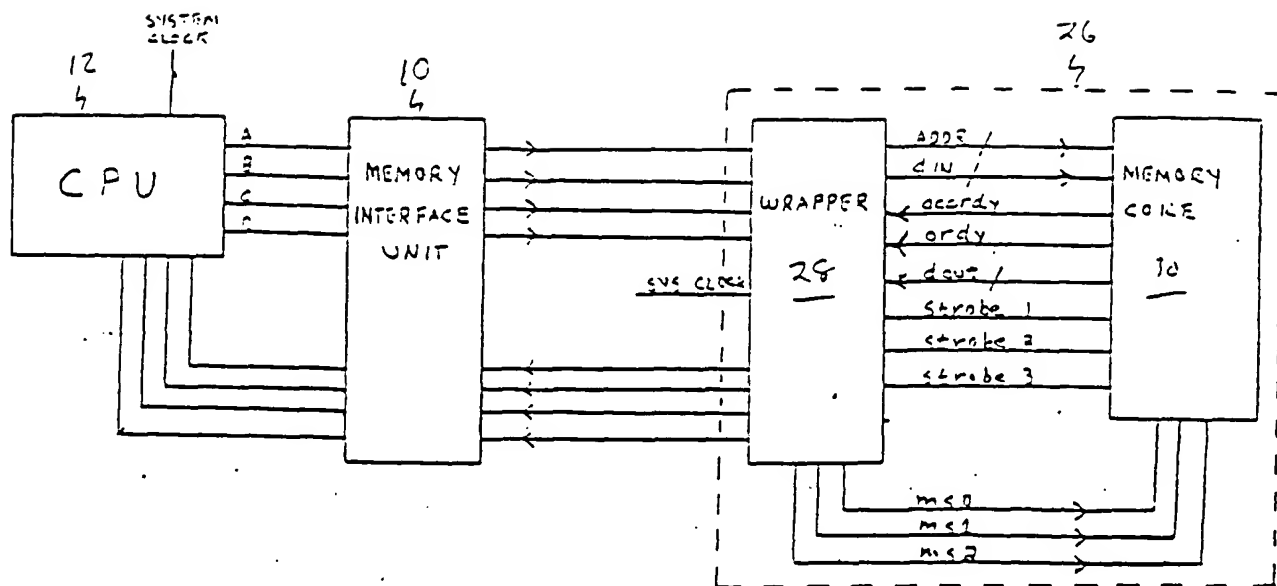 SYSTEM
CLOCK
12
10
26
CPU
A
B
C
D
MEMORY
INTERFACE
UNIT
SYS CLOCK
WRAPPER
28
ADDR
dIN
accrdy
ordy
dout
strobe 1
strobe 2
strobe 3
MEMORY
CORE
30
ms0
ms1
ms2